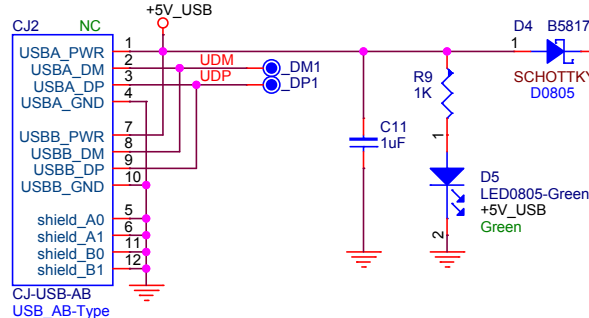 +5V_USB
CJ2 NC
USBA_PWR 1
USBA_DM 2 UDM _DM1
USBA_DP 3 UDP _DP1
USBA_GND 4
USBB_PWR 7
USBB_DM 8
USBB_DP 9
USBB_GND 10
shield_A0 5
shield_A1 6
shield_B0 11
shield_B1 12
CJ-USB-AB
USB_AB-Type
C11
1uF
R9
1K
1
D5
LED0805-Green
+5V_USB
Green
2
D4 B5817
1
SCHOTTKY
D0805